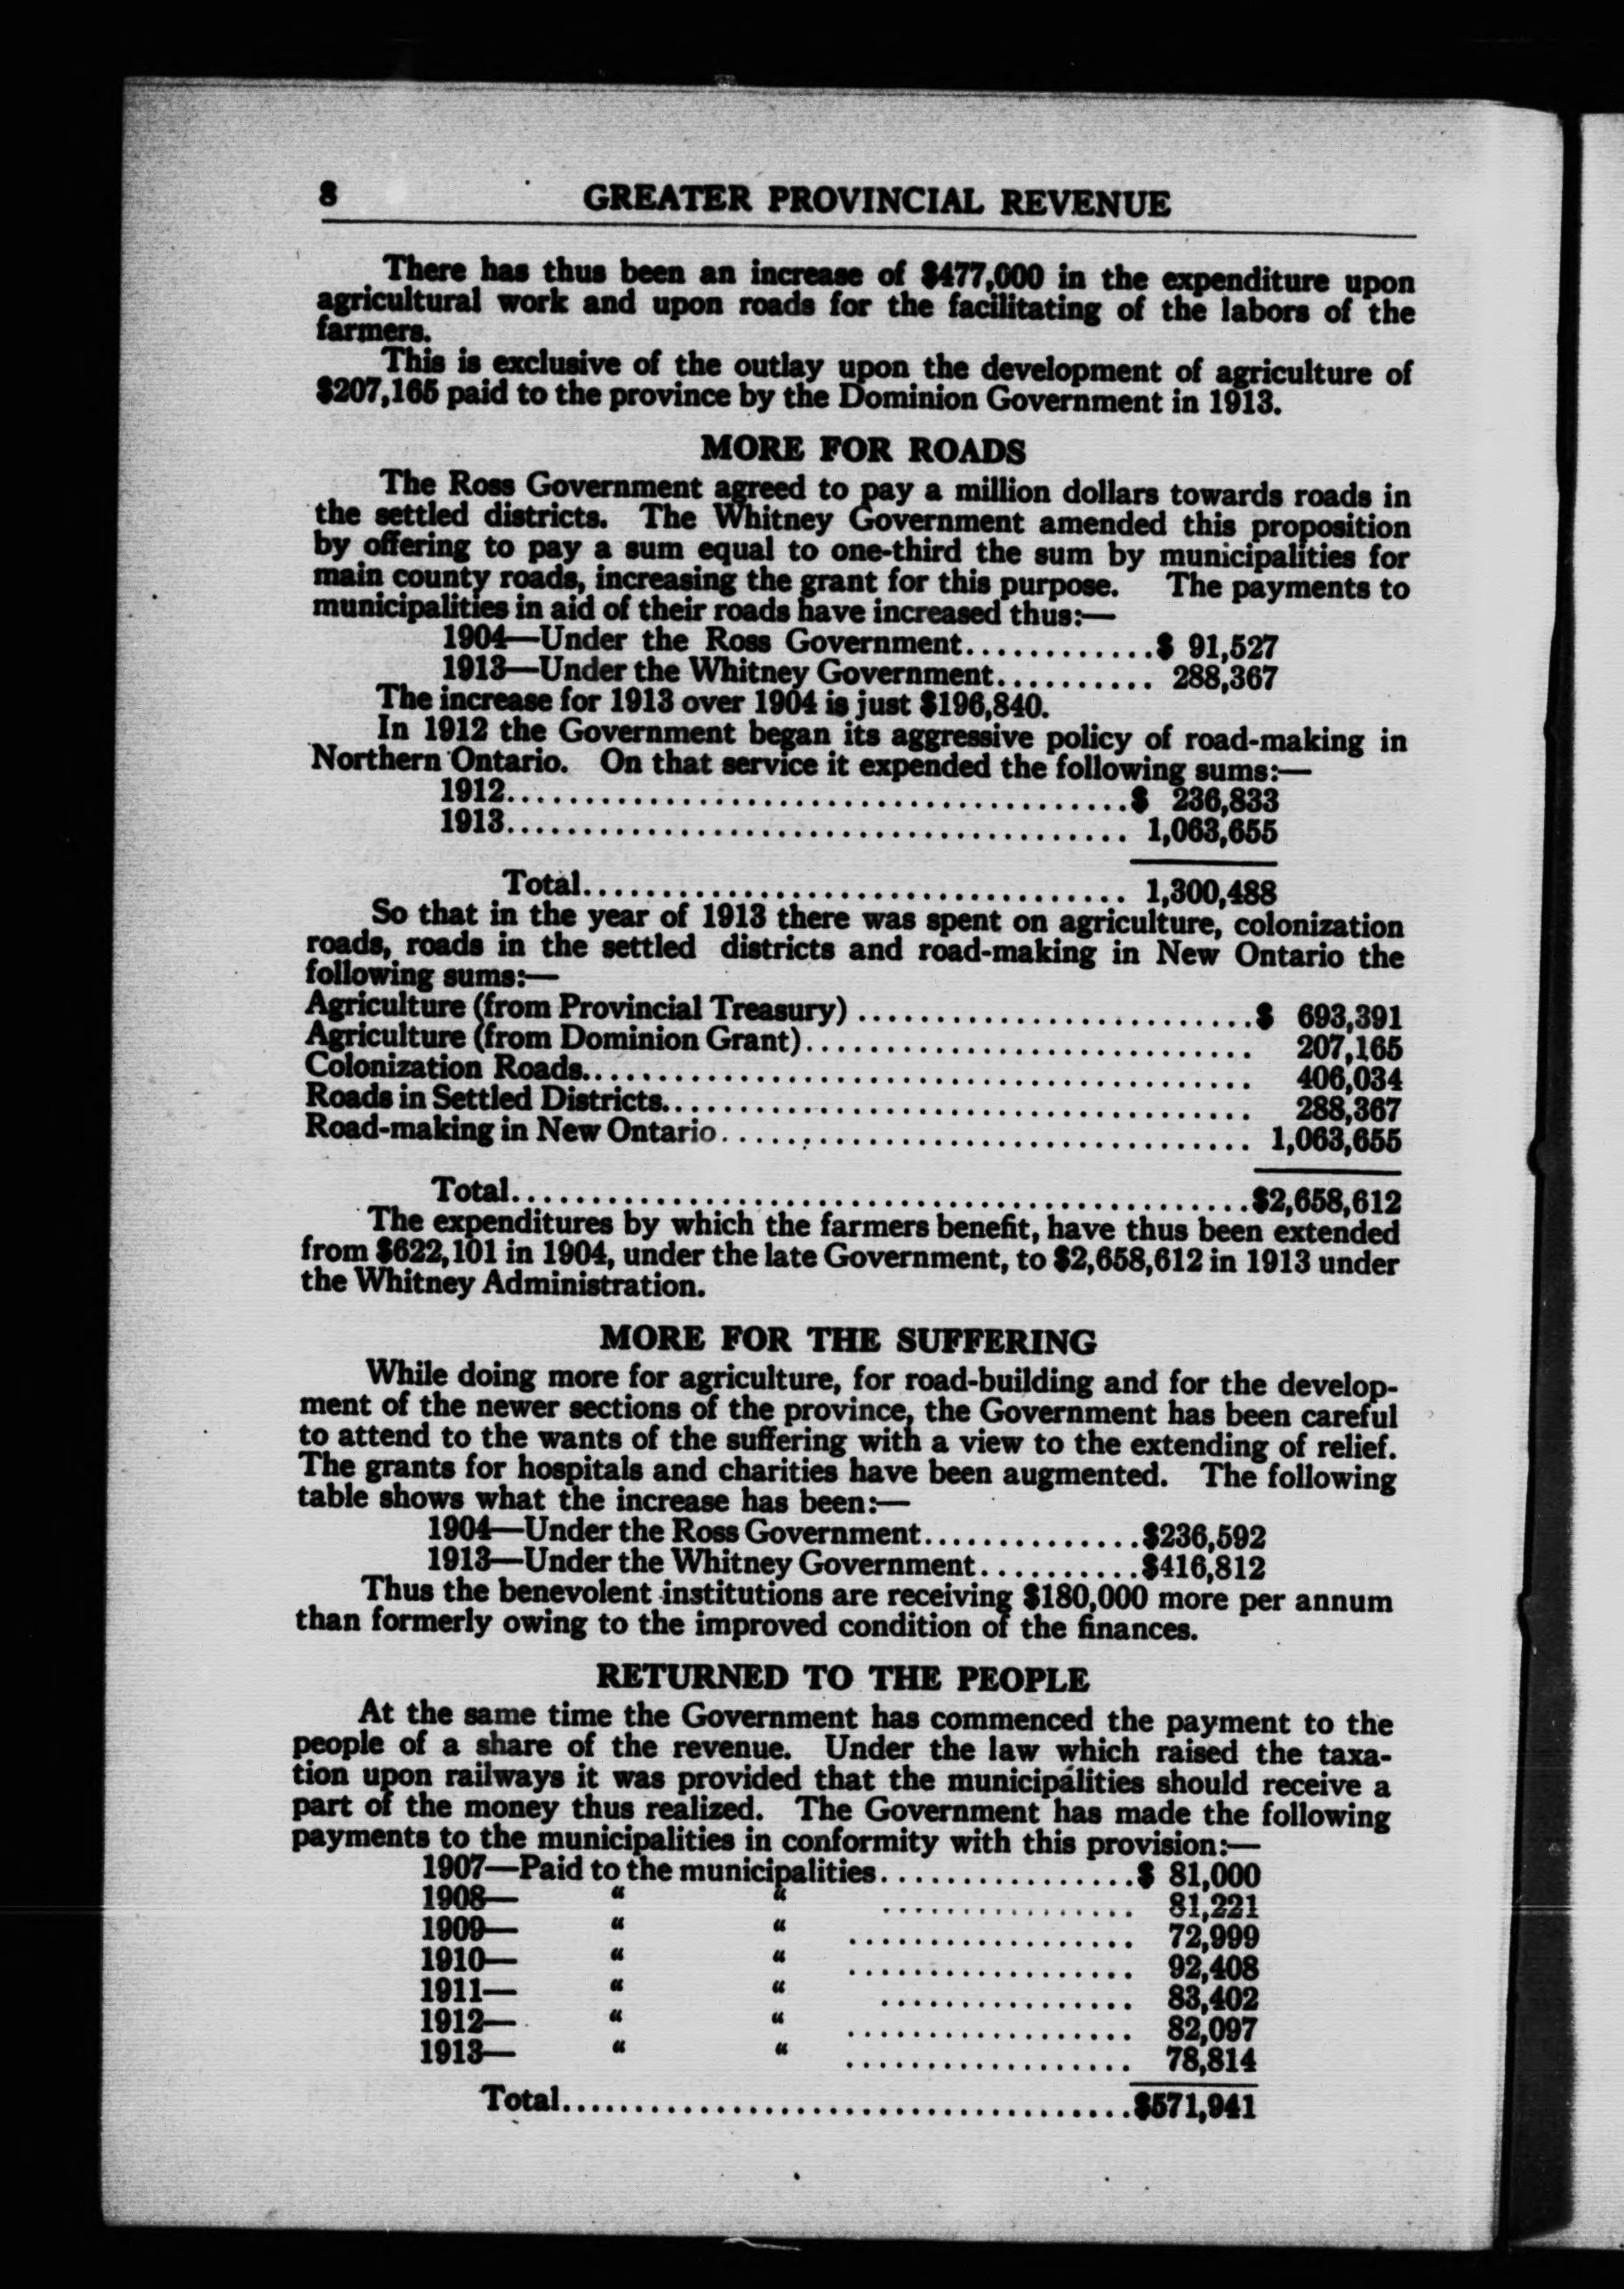 8 GREATER PROVINCIAL REVENUE
There has thus been an increase of $477,000 in the expenditure upon
agricultural work and upon roads for the facilitating of the labors of the
farmers.
This is exclusive of the outlay upon the development of agriculture of
$207,165 paid to the province by the Dominion Government in 1913.
MORE FOR ROADS
The Ross Government agreed to pay a million dollars towards roads in
the settled districts. The Whitney Government amended this proposition
by offering to pay a sum equal to one-third the sum by municipalities for
main county roads, increasing the grant for this purpose. The payments to
municipalities in aid of their roads have increased thus:—
1904—Under the Ross Government............$ 91,527
1913—Under the Whitney Government.......... 288,367
The increase for 1913 over 1904 is just $196,840.
In 1912 the Government began its aggressive policy of road-making in
Northern Ontario. On that service it expended the following sums:—
1912........................................$ 236,833
1913........................................ 1,063,655
Total................................... 1,300,488
So that in the year of 1913 there was spent on agriculture, colonization
roads, roads in the settled districts and road-making in New Ontario the
following sums:—
Agriculture (from Provincial Treasury) .........................$ 693,391
Agriculture (from Dominion Grant)............................. 207,165
Colonization Roads........................................... 406,034
Roads in Settled Districts...................................... 288,367
Road-making in New Ontario.................................. 1,063,655
Total...............................................$2,658,612
The expenditures by which the farmers benefit, have thus been extended
from $622,101 in 1904, under the late Government, to $2,658,612 in 1913 under
the Whitney Administration.
MORE FOR THE SUFFERING
While doing more for agriculture, for road-building and for the develop-
ment of the newer sections of the province, the Government has been careful
to attend to the wants of the suffering with a view to the extending of relief.
The grants for hospitals and charities have been augmented. The following
table shows what the increase has been:—
1904—Under the Ross Government..............$236,592
1913—Under the Whitney Government..........$416,812
Thus the benevolent institutions are receiving $180,000 more per annum
than formerly owing to the improved condition of the finances.
RETURNED TO THE PEOPLE
At the same time the Government has commenced the payment to the
people of a share of the revenue. Under the law which raised the taxa-
tion upon railways it was provided that the municipalities should receive a
part of the money thus realized. The Government has made the following
payments to the municipalities in conformity with this provision:—
1907—Paid to the municipalities................$ 81,000
1908— " " ................ 81,221
1909— " " .................. 72,999
1910— " " .................. 92,408
1911— " " ................ 83,402
1912— " " .................. 82,097
1913— " " .................. 78,814
Total....................................$571,941